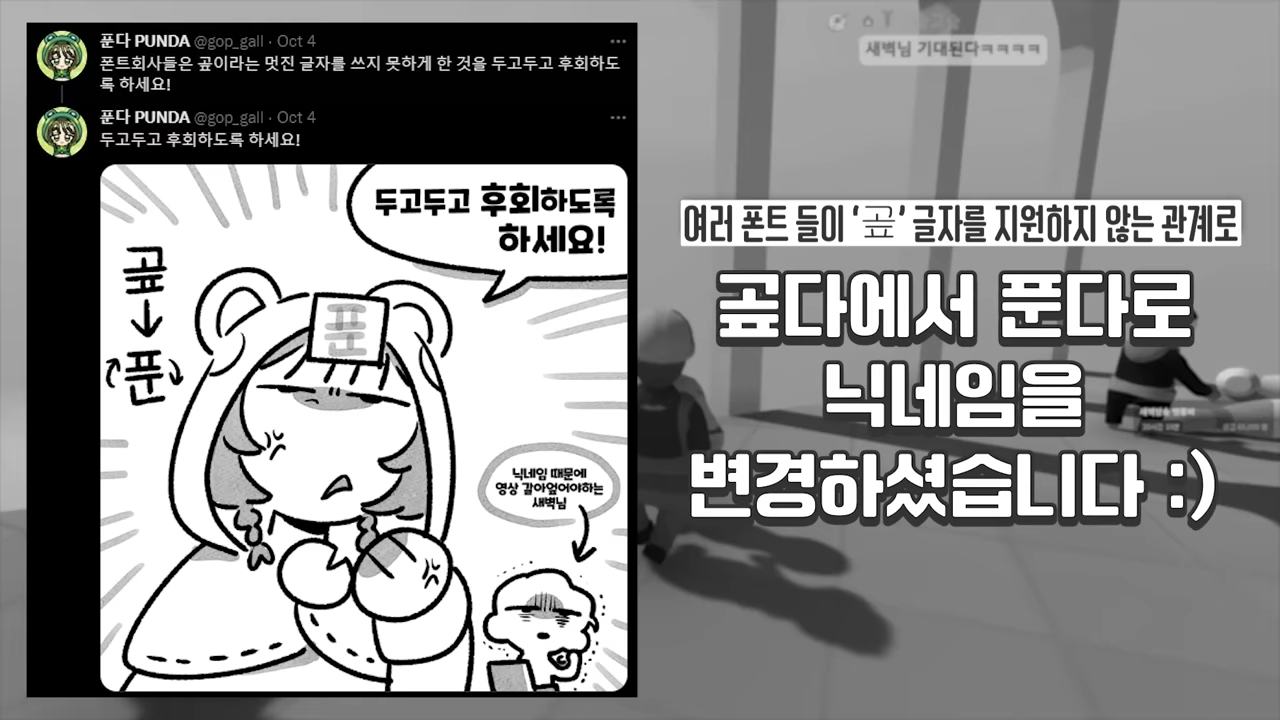 푼다 PUNDA @gop_gall · Oct 4
폰트회사들은 곺이라는 멋진 글자를 쓰지 못하게 한 것을 두고두고 후회하도
록 하세요!
푼다 PUNDA @gop_gall · Oct 4
두고두고 후회하도록 하세요!
두고두고 후회하도록
하세요!
곺
푼
푼
닉네임 때문에
영상 갈아엎어야하는
새벽님
새벽님 기대된다ㅋㅋㅋㅋ
여러 폰트 들이 ‘곺’ 글자를 지원하지 않는 관계로
곺다에서 푼다로
닉네임을
변경하셨습니다 :)